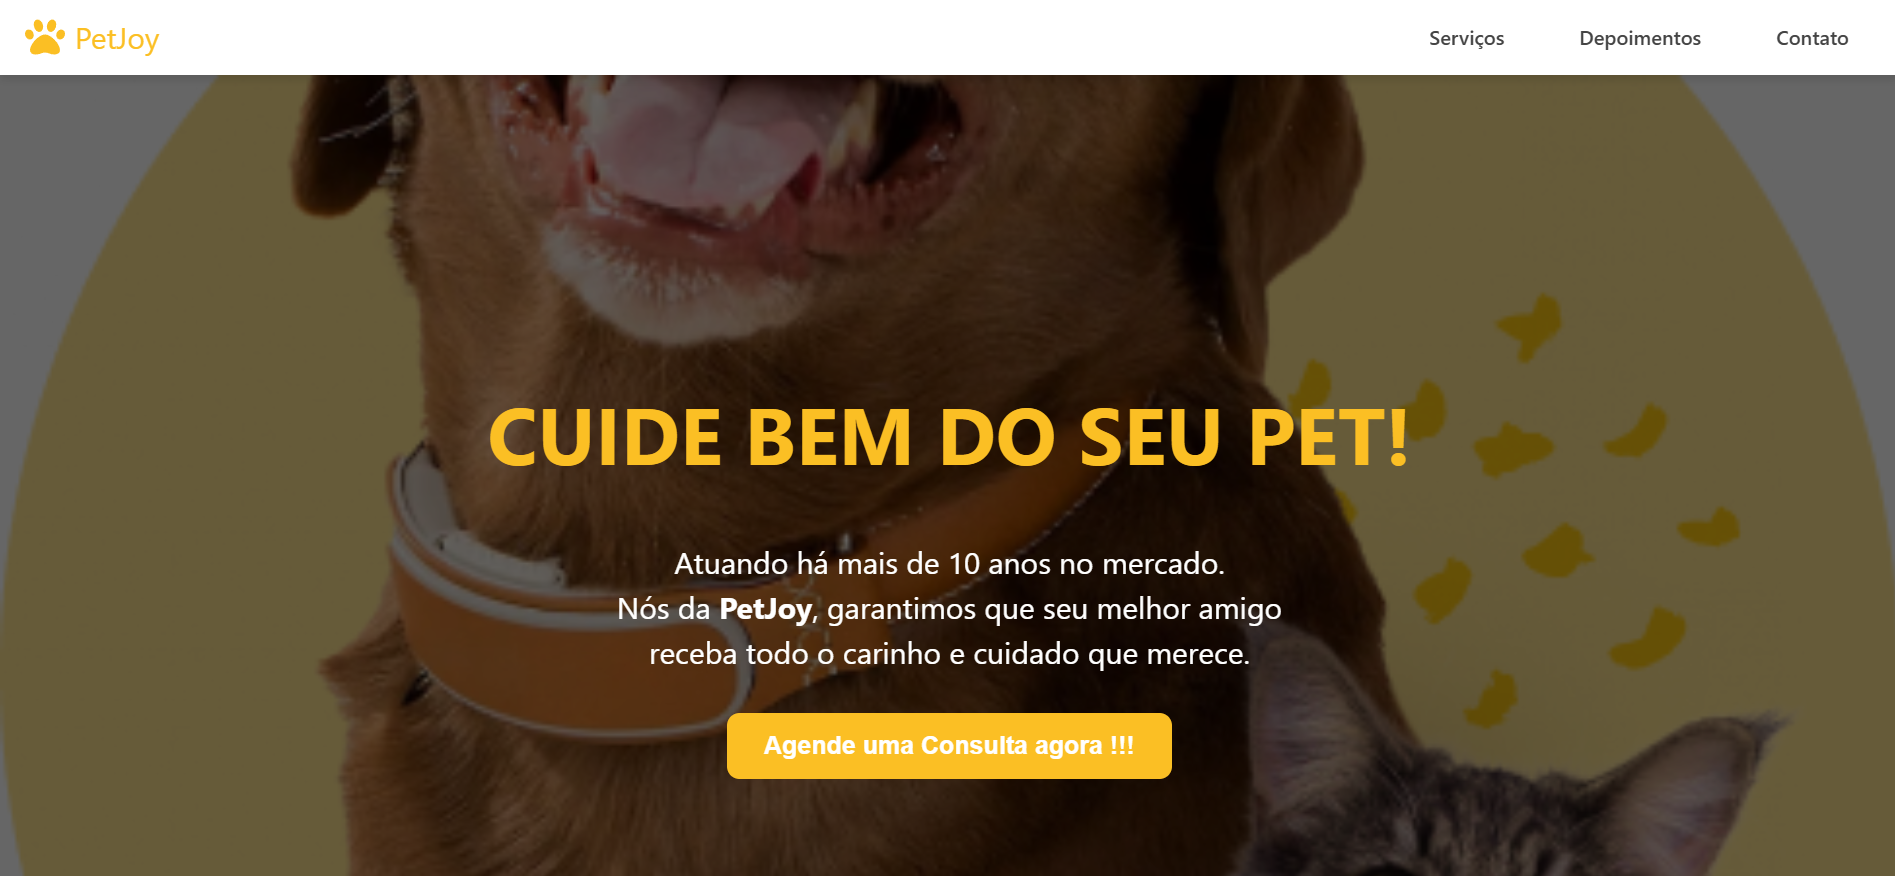 PetJoy
Serviços
Depoimentos
Contato
CUIDE BEM DO SEU PET!
Atuando há mais de 10 anos no mercado.
Nós da PetJoy, garantimos que seu melhor amigo
receba todo o carinho e cuidado que merece.
Agende uma Consulta agora !!!